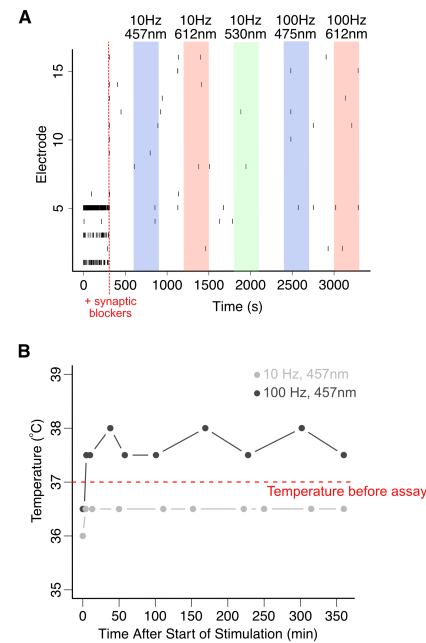 A
10Hz 10Hz 10Hz 100Hz 100Hz
457nm 612nm 530nm 475nm 612nm
15
10
5
Electrode
0 500 1000 1500 2000 2500 3000
+ synaptic
blockers
Time (s)
B
39
38
37
36
35
10 Hz, 457nm
100 Hz, 457nm
Temperature (°C)
Temperature before assay
0 50 100 150 200 250 300 350
Time After Start of Stimulation (min)